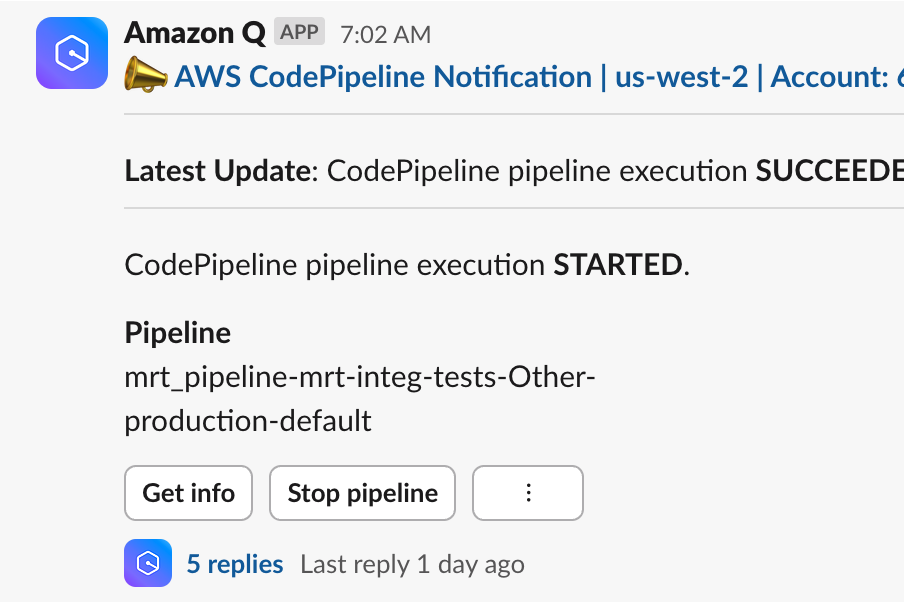 Amazon Q APP 7:02 AM
AWS CodePipeline Notification | us-west-2 | Account:
Latest Update: CodePipeline pipeline execution SUCCEEDE
CodePipeline pipeline execution STARTED.
Pipeline
mrt_pipeline-mrt-integ-tests-Other-
production-default
Get info Stop pipeline ⋮
5 replies Last reply 1 day ago